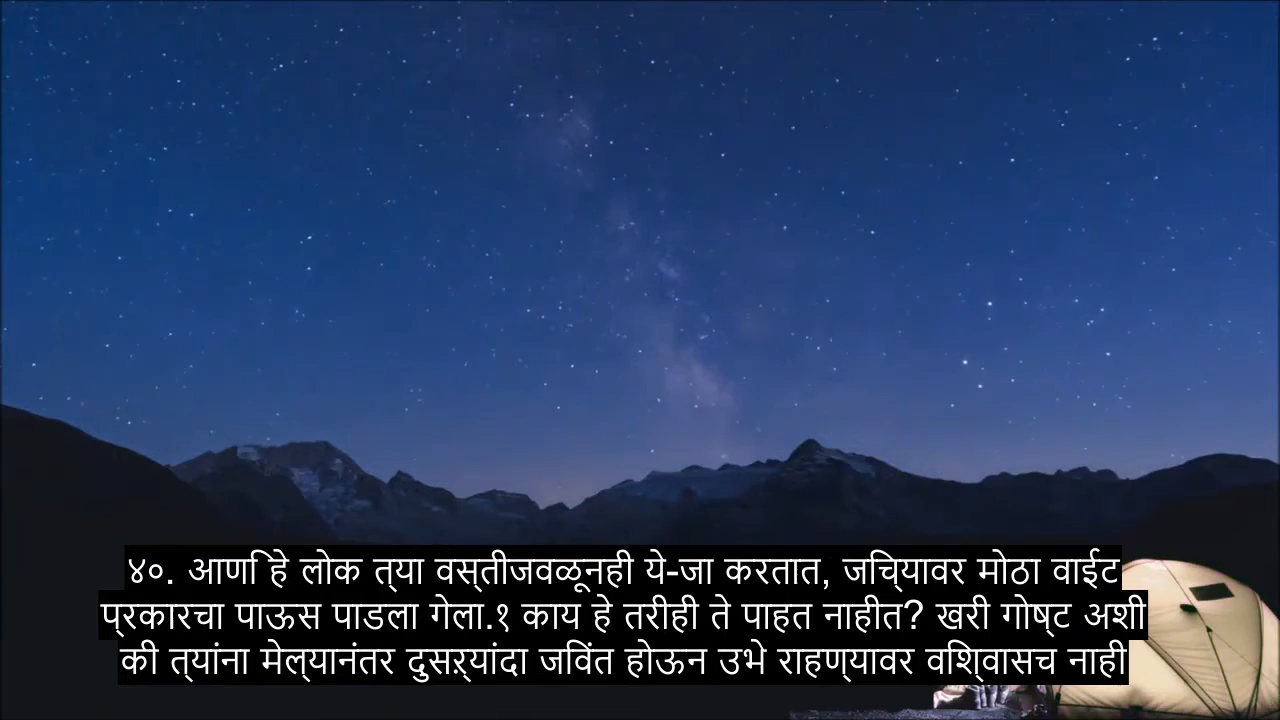 ४०. आणि हे लोक त्या वस्तीजवळूनही ये-जा करतात, जिच्यावर मोठा वाईट
प्रकारचा पाऊस पाडला गेला.१ काय हे तरीही ते पाहत नाहीत? खरी गोष्ट अशी
की त्यांना मेल्यानंतर दुसऱ्यांदा जिवंत होऊन उभे राहण्यावर विश्वासच नाही